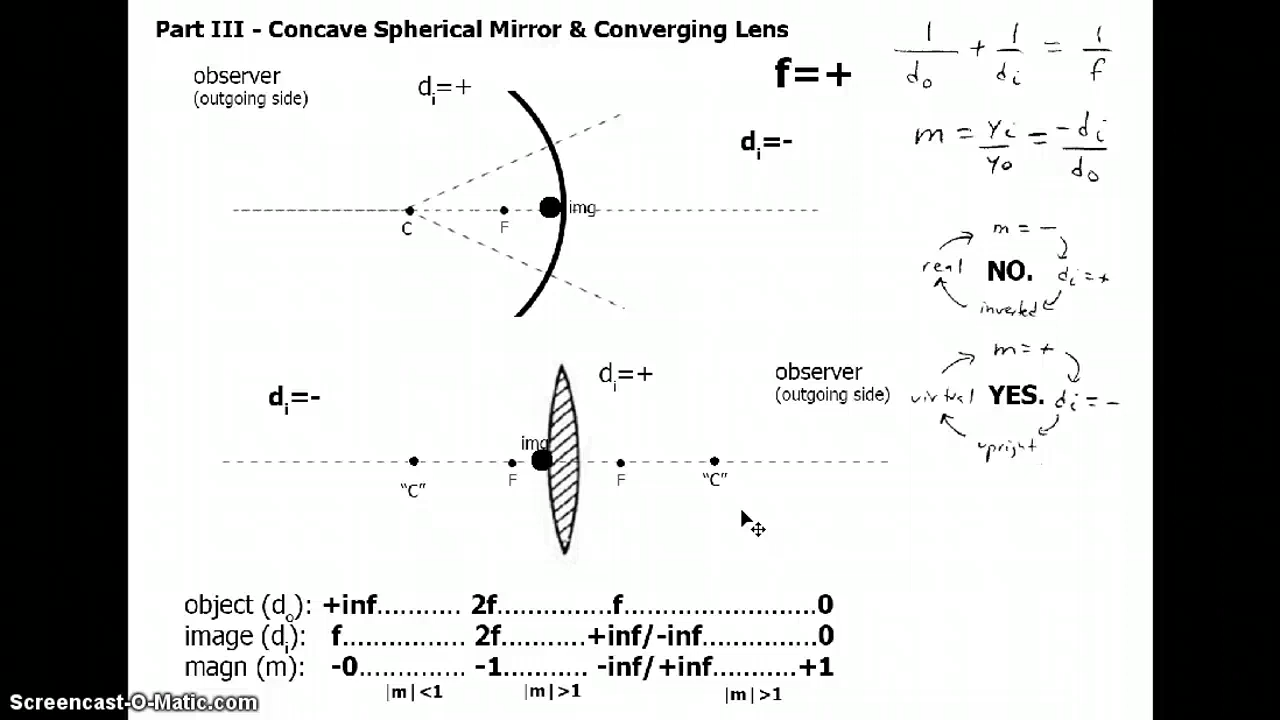 Part III - Concave Spherical Mirror & Converging Lens
observer
(outgoing side)
di=+
f=+
1/do + 1/di = 1/f
di=-
m = yi/yo = -di/do
img
C
F
m = -
real NO. di=+
inverted
m = +
virtual YES. di = -
upright
di=-
di=+
observer
(outgoing side)
img
"C"
F
F
"C"
object (do): +inf........... 2f...............f.........................0
image (di): f................ 2f...........+inf/-inf...............0
magn (m): -0............. -1.......... -inf/+inf...........+1
|m|<1 |m|>1 |m|>1
Screencast-O-Matic.com